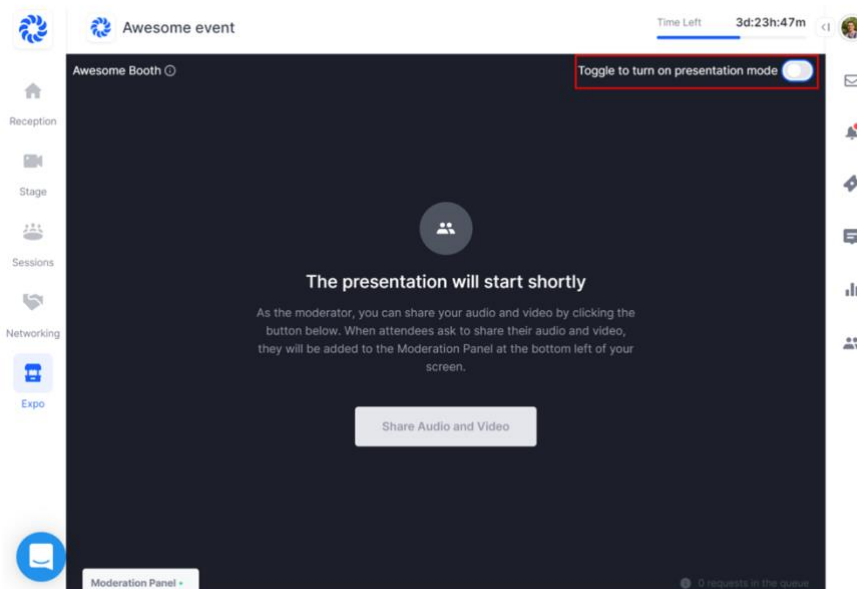 Awesome event
Time Left 3d:23h:47m
Awesome Booth
Toggle to turn on presentation mode
Reception
Stage
Sessions
Networking
Expo
The presentation will start shortly
As the moderator, you can share your audio and video by clicking the
button below. When attendees ask to share their audio and video,
they will be added to the Moderation Panel at the bottom left of your
screen.
Share Audio and Video
Moderation Panel
0 requests in the queue